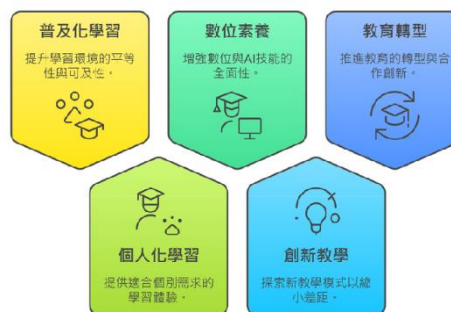 普及化學習
提升學習環境的平等
性與可及性。
數位素養
增強數位與AI技能的
全面性。
教育轉型
推進教育的轉型與合
作創新。
個人化學習
提供適合個別需求的
學習體驗。
創新教學
探索新教學模式以縮
小差距。